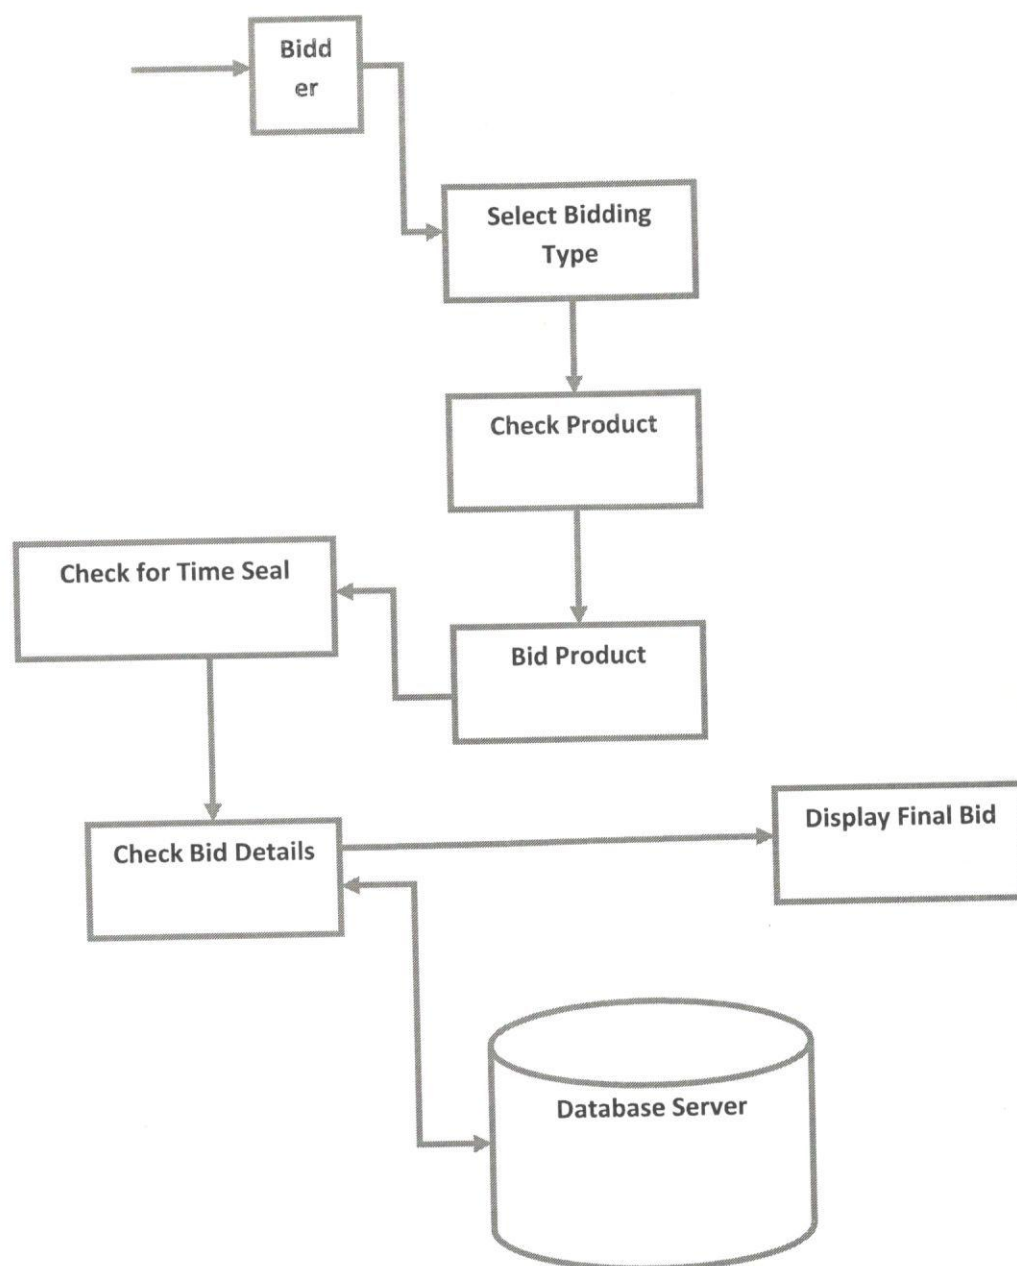 Bidd
er
Select Bidding
Type
Check Product
Check for Time Seal
Bid Product
Display Final Bid
Check Bid Details
Database Server